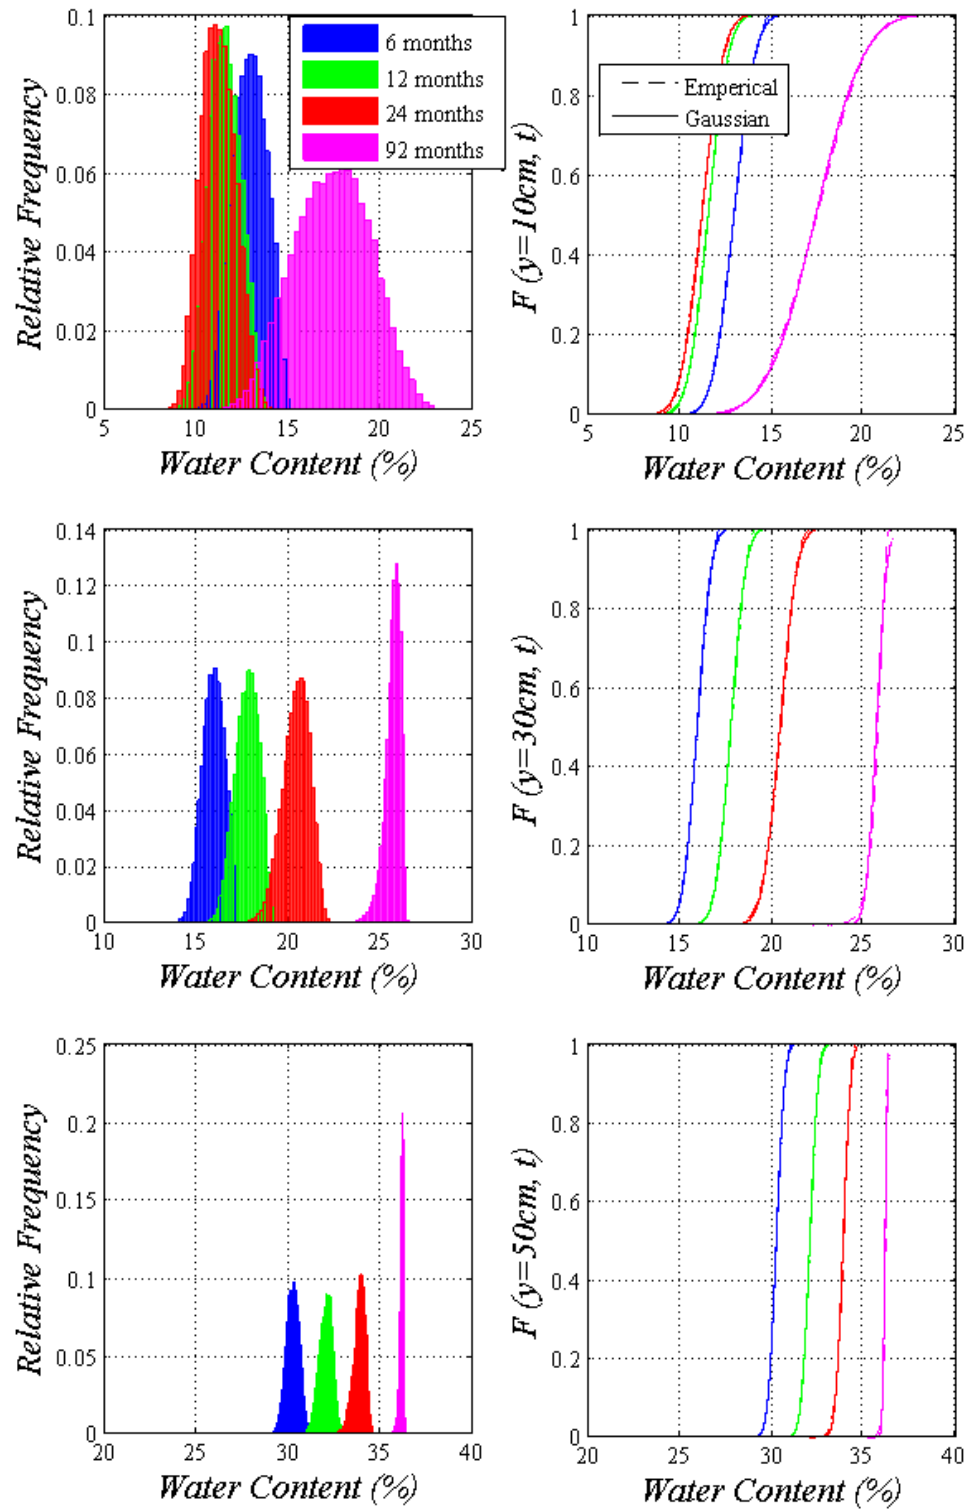 0.1
0.08
0.06
0.04
0.02
0
5 10 15 20 25
Relative Frequency
Water Content (%)
6 months
12 months
24 months
92 months
1
0.8
0.6
0.4
0.2
0
5 10 15 20 25
F (y=10cm, t)
Water Content (%)
Emperical
Gaussian
0.14
0.12
0.1
0.08
0.06
0.04
0.02
0
10 15 20 25 30
Relative Frequency
Water Content (%)
1
0.8
0.6
0.4
0.2
0
10 15 20 25 30
F (y=30cm, t)
Water Content (%)
0.25
0.2
0.15
0.1
0.05
0
20 25 30 35 40
Relative Frequency
Water Content (%)
1
0.8
0.6
0.4
0.2
0
20 25 30 35 40
F (y=50cm, t)
Water Content (%)